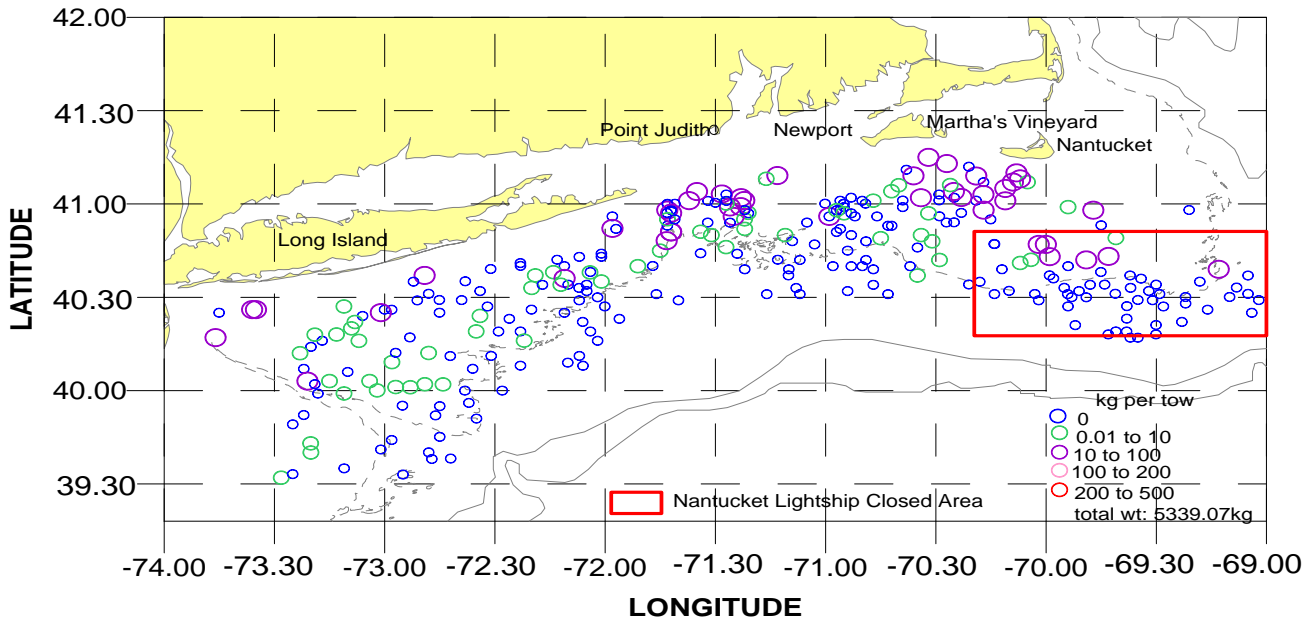 42.00
41.30
41.00
40.30
40.00
39.30
LATITUDE
Point Judith
Newport
Martha's Vineyard
Nantucket
Long Island
kg per tow
0
0.01 to 10
10 to 100
100 to 200
200 to 500
total wt: 5339.07kg
Nantucket Lightship Closed Area
-74.00 -73.30 -73.00 -72.30 -72.00 -71.30 -71.00 -70.30 -70.00 -69.30 -69.00
LONGITUDE